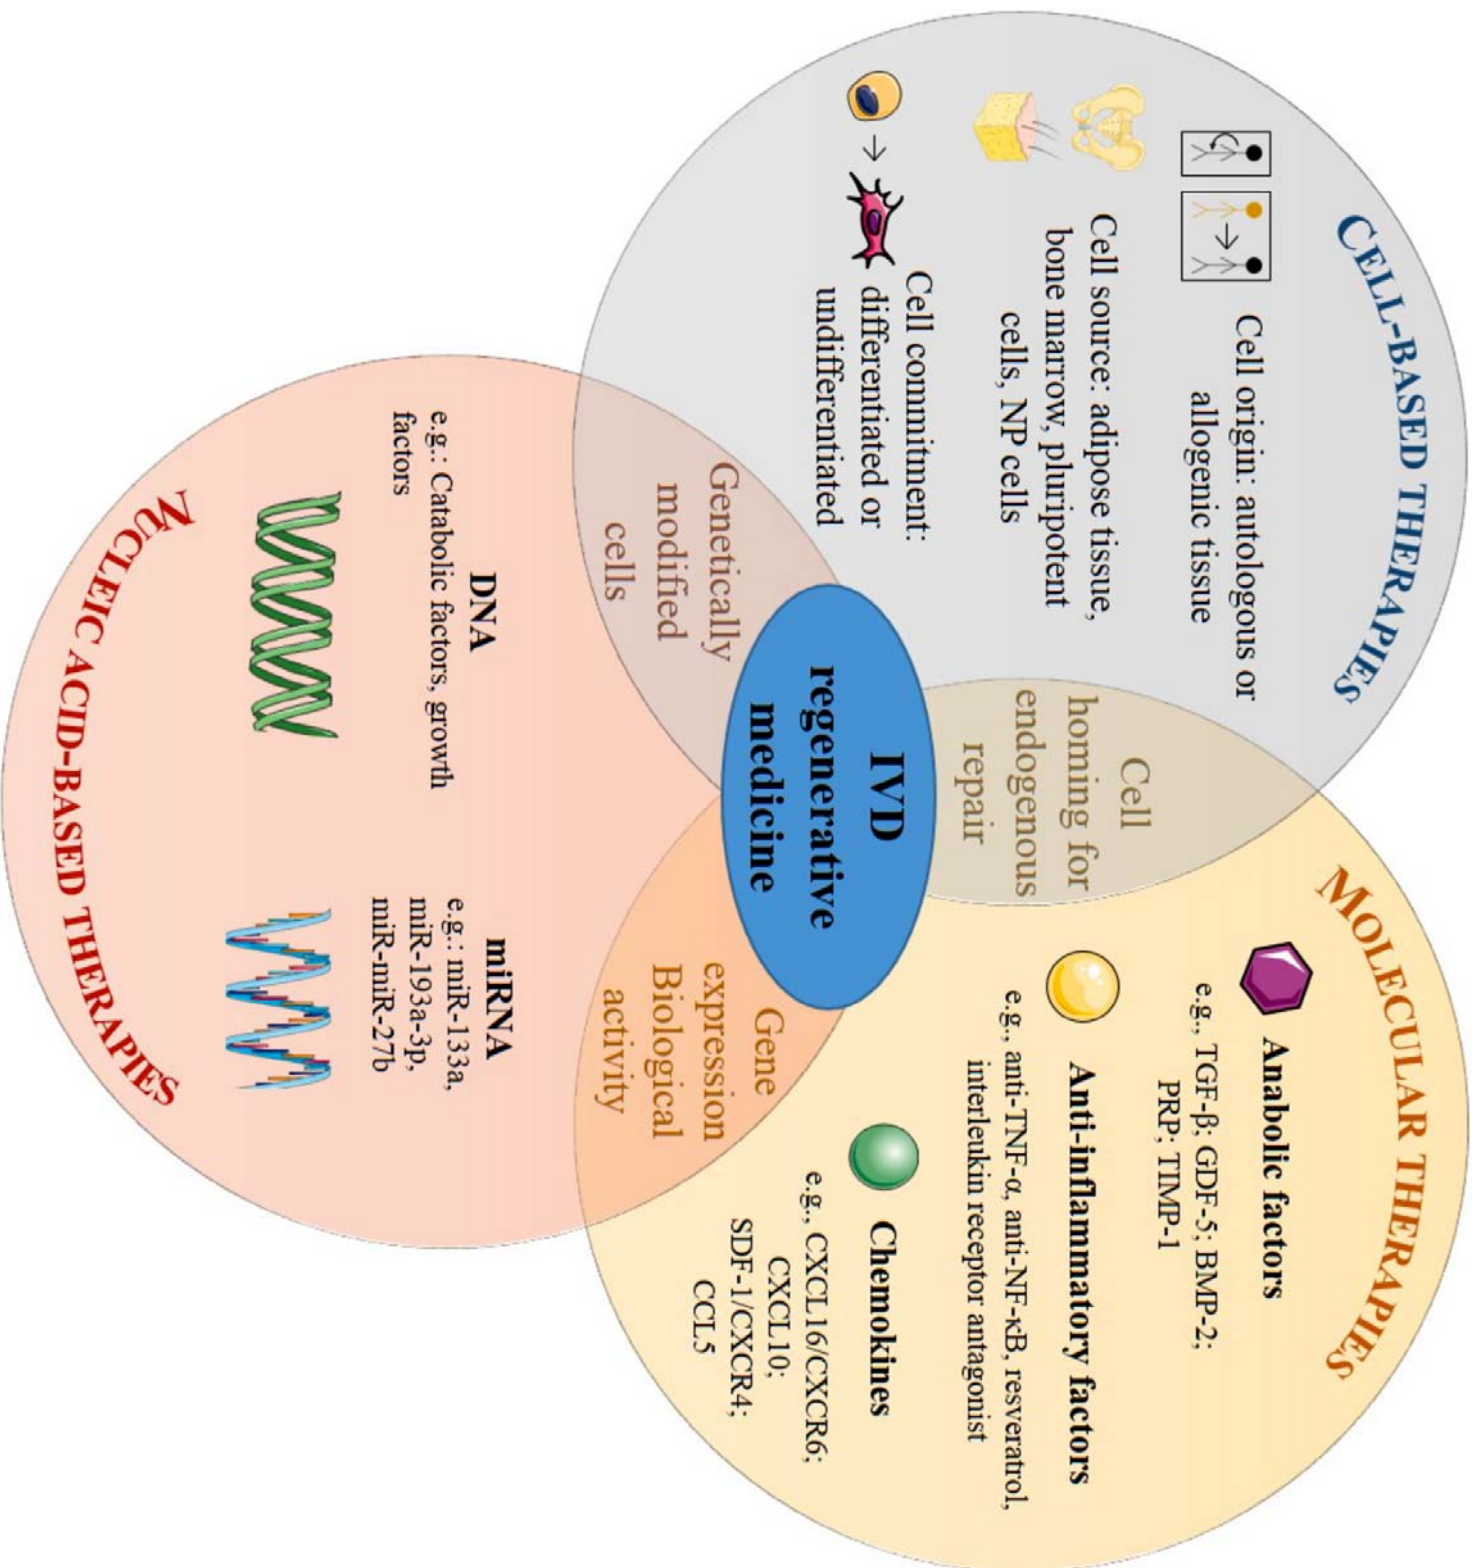 CELL-BASED THERAPIES
Cell origin: autologous or
allogenic tissue
Cell source: adipose tissue,
bone marrow, pluripotent
cells, NP cells
Cell commitment:
differentiated or
undifferentiated
MOLECULAR THERAPIES
Anabolic factors
e.g., TGF-β; GDF-5; BMP-2;
PRP; TIMP-1
Anti-inflammatory factors
e.g., anti-TNF-α, anti-NF-κB, resveratrol,
interleukin receptor antagonist
Chemokines
e.g., CXCL16/CXCR6;
CXCL10;
SDF-1/CXCR4;
CCL5
Cell
homing for
endogenous
repair
IVD
regenerative
medicine
Genetically
modified
cells
Gene
expression
Biological
activity
DNA
e.g.: Catabolic factors, growth
factors
miRNA
e.g.: miR-133a,
miR-193a-3p,
miR-miR-27b
NUCLEIC ACID-BASED THERAPIES